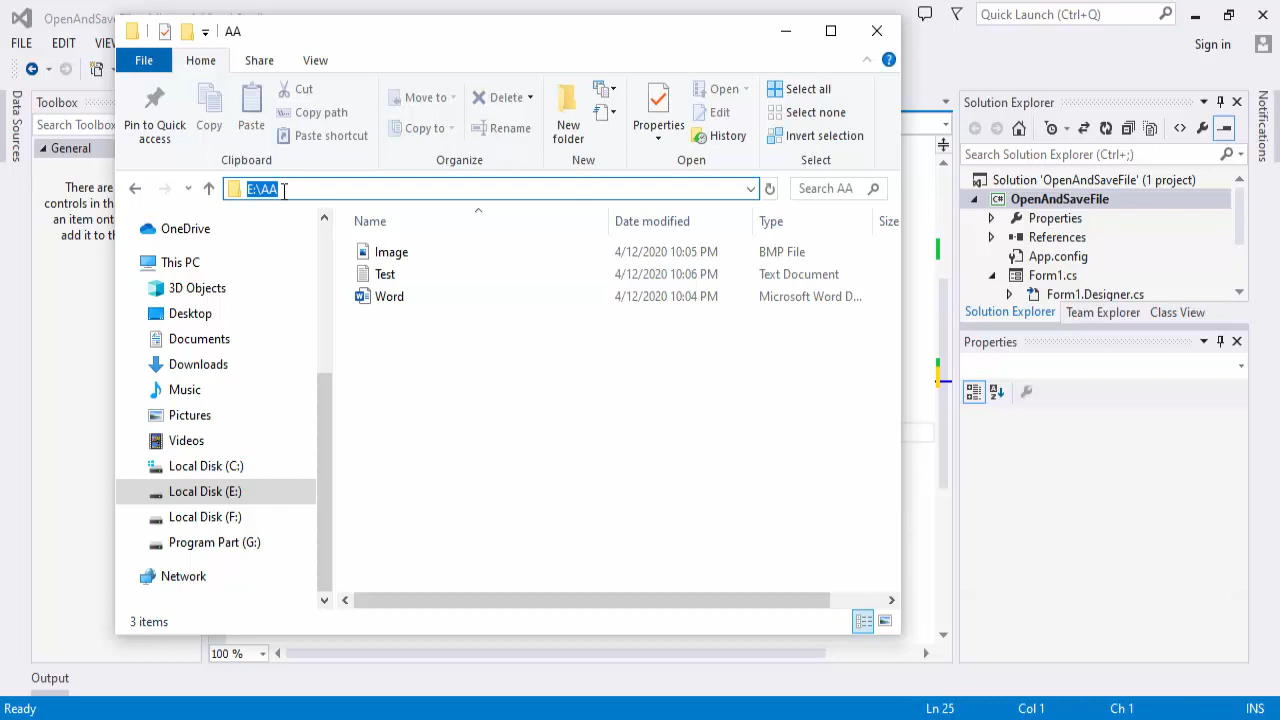 OpenAndSaveFile
AA
Quick Launch (Ctrl+Q)
FILE EDIT
File Home Share View
Sign in
Data Sources
Toolbox
Search Toolbox
General
There are
controls in this
an item onto
add it to th
Pin to Quick
access
Copy
Paste
Cut
Copy path
Paste shortcut
Clipboard
Move to
Copy to
Delete
Rename
Organize
New
folder
New
Properties
Open
Edit
History
Open
Select all
Select none
Invert selection
Select
E:\AA
Search AA
OneDrive
This PC
3D Objects
Desktop
Documents
Downloads
Music
Pictures
Videos
Local Disk (C:)
Local Disk (E:)
Local Disk (F:)
Program Part (G:)
Network
Name Date modified Type Size
Image 4/12/2020 10:05 PM BMP File
Test 4/12/2020 10:06 PM Text Document
Word 4/12/2020 10:04 PM Microsoft Word D...
3 items
Solution Explorer
Search Solution Explorer (Ctrl+;)
Solution 'OpenAndSaveFile' (1 project)
C# OpenAndSaveFile
Properties
References
App.config
Form1.cs
Form1.Designer.cs
Solution Explorer Team Explorer Class View
Properties
Notifications
100 %
Output
Ready Ln 25 Col 1 Ch 1 INS